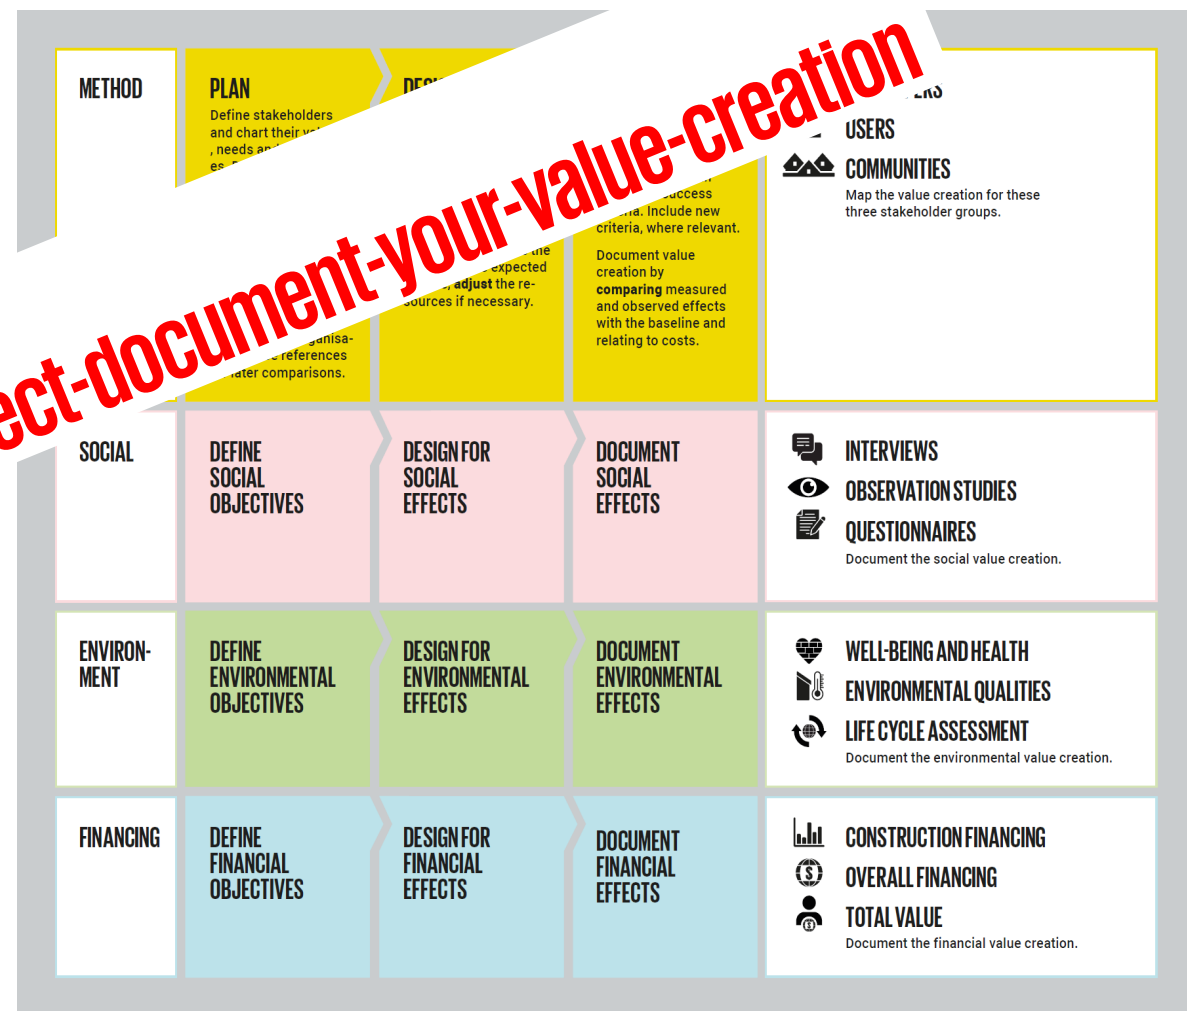 METHOD
PLAN
Define stakeholders
and chart their
, needs
ect-document-your-value-creation
references
later comparisons.
the
expected
adjust the re-
sources if necessary.
success
Include new
criteria, where relevant.
Document value
creation by
comparing measured
and observed effects
with the baseline and
relating to costs.
USERS
COMMUNITIES
Map the value creation for these
three stakeholder groups.
SOCIAL
DEFINE
SOCIAL
OBJECTIVES
DESIGN FOR
SOCIAL
EFFECTS
DOCUMENT
SOCIAL
EFFECTS
INTERVIEWS
OBSERVATION STUDIES
QUESTIONNAIRES
Document the social value creation.
ENVIRON-
MENT
DEFINE
ENVIRONMENTAL
OBJECTIVES
DESIGN FOR
ENVIRONMENTAL
EFFECTS
DOCUMENT
ENVIRONMENTAL
EFFECTS
WELL-BEING AND HEALTH
ENVIRONMENTAL QUALITIES
LIFE CYCLE ASSESSMENT
Document the environmental value creation.
FINANCING
DEFINE
FINANCIAL
OBJECTIVES
DESIGN FOR
FINANCIAL
EFFECTS
DOCUMENT
FINANCIAL
EFFECTS
CONSTRUCTION FINANCING
OVERALL FINANCING
TOTAL VALUE
Document the financial value creation.